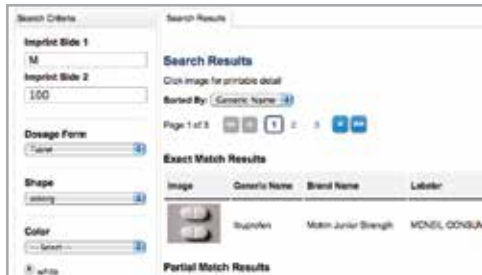 Search Criteria
Imprint Side 1
M
Imprint Side 2
100
Dosage Form
Tablet
Shape
Color
-- Select --
white
Search Results
Search Results
Click image for printable detail
Sorted By: Generic Name
Page 1 of 3
1 2 3
Exact Match Results
Image Generic Name Brand Name Labeler
Ibuprofen Motrin Junior Strength MCNEIL CONSUM
Partial Match Results